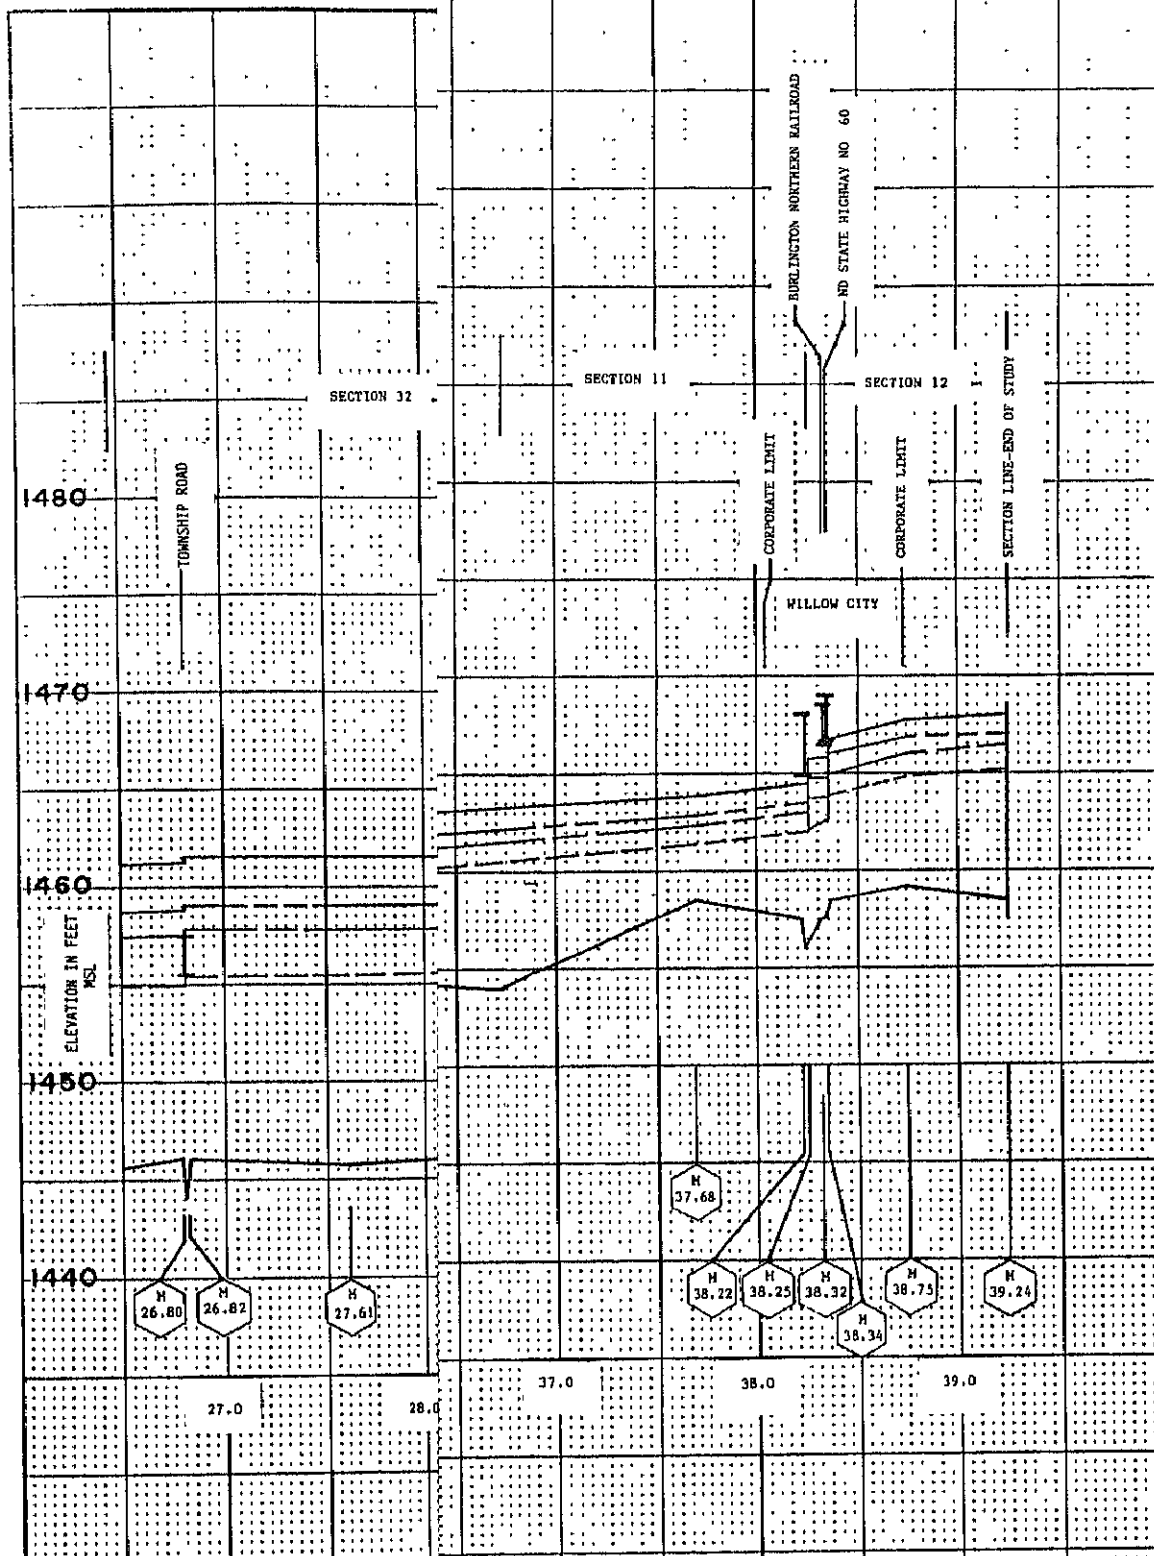 BURLINGTON NORTHERN RAILROAD
ND STATE HIGHWAY NO 60
SECTION 32
SECTION 11
SECTION 12
TOWNSHIP ROAD
CORPORATE LIMIT
CORPORATE LIMIT
SECTION LINE-END OF STUDY
WILLOW CITY
1480
1470
1460
1450
1440
ELEVATION IN FEET
MSL
H
37.68
H
26.80
H
26.82
H
27.61
H
38.22
H
38.25
H
38.32
H
38.34
H
38.75
H
39.24
27.0
28.0
37.0
38.0
39.0